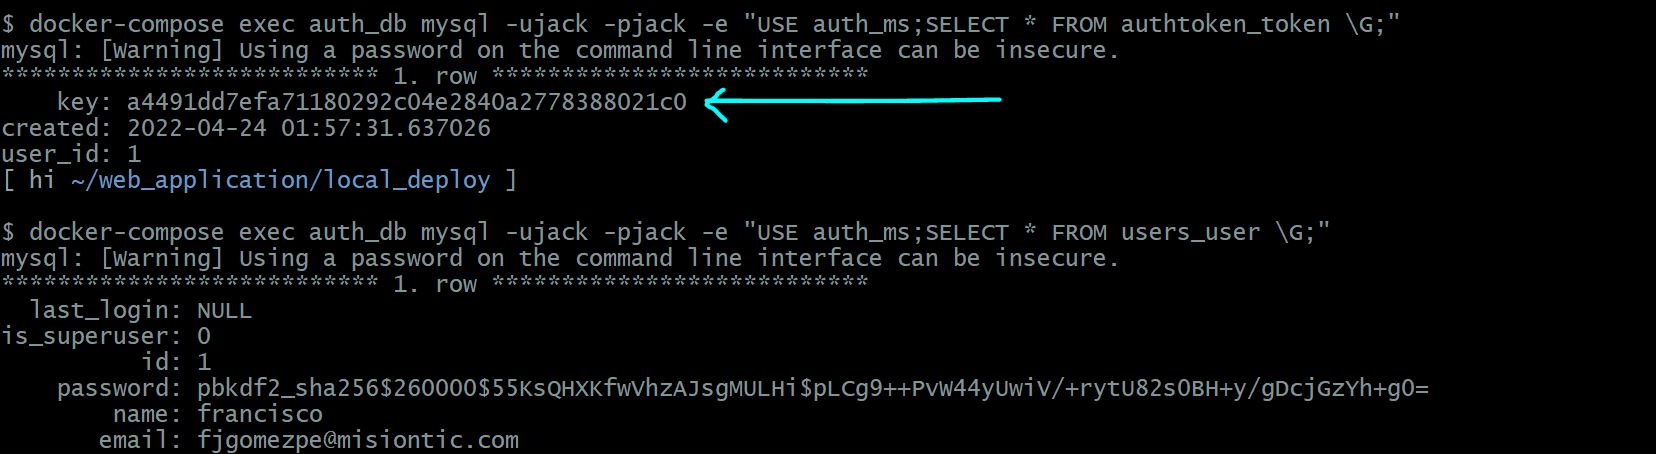 $ docker-compose exec auth_db mysql -ujack -pjack -e "USE auth_ms;SELECT * FROM authtoken_token \G;"
mysql: [Warning] Using a password on the command line interface can be insecure.
*************************** 1. row ***************************
key: a4491dd7efa71180292c04e2840a2778388021c0
created: 2022-04-24 01:57:31.637026
user_id: 1
[ hi ~/web_application/local_deploy ]
$ docker-compose exec auth_db mysql -ujack -pjack -e "USE auth_ms;SELECT * FROM users_user \G;"
mysql: [Warning] Using a password on the command line interface can be insecure.
*************************** 1. row ***************************
last_login: NULL
is_superuser: 0
id: 1
password: pbkdf2_sha256$260000$55KsQHXKfwVhzAJsgMULHi$pLCg9++PvW44yUwiV/+rytU82sOBH+y/gDcjGzYh+gO=
name: francisco
email: fjgomezpe@misiontic.com